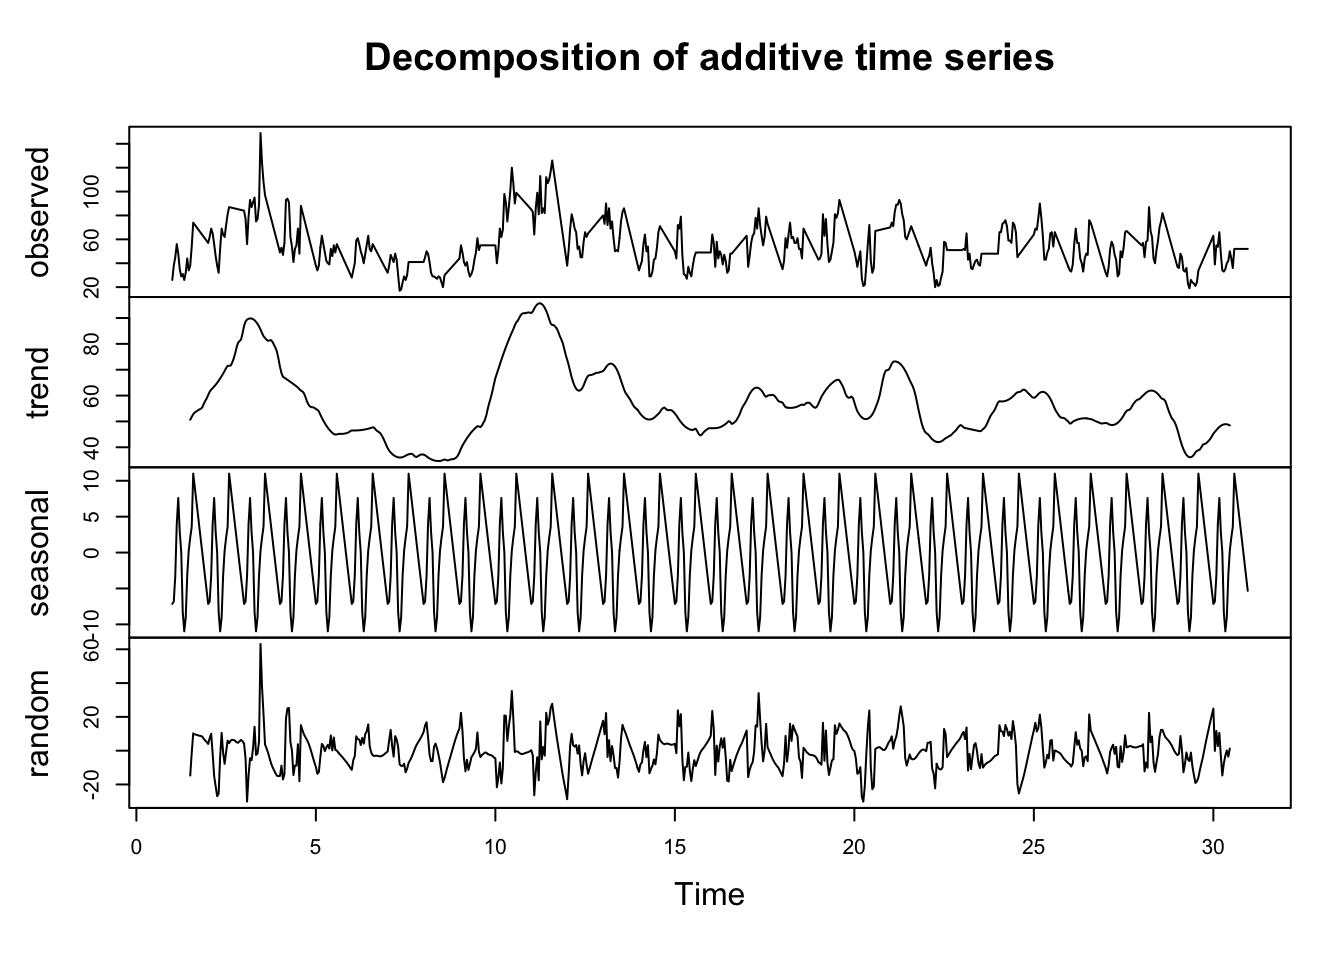 Decomposition of additive time series
observed
20 60 100
trend
40 60 80
seasonal
-10 0 5 10
random
-20 20 60
0 5 10 15 20 25 30
Time